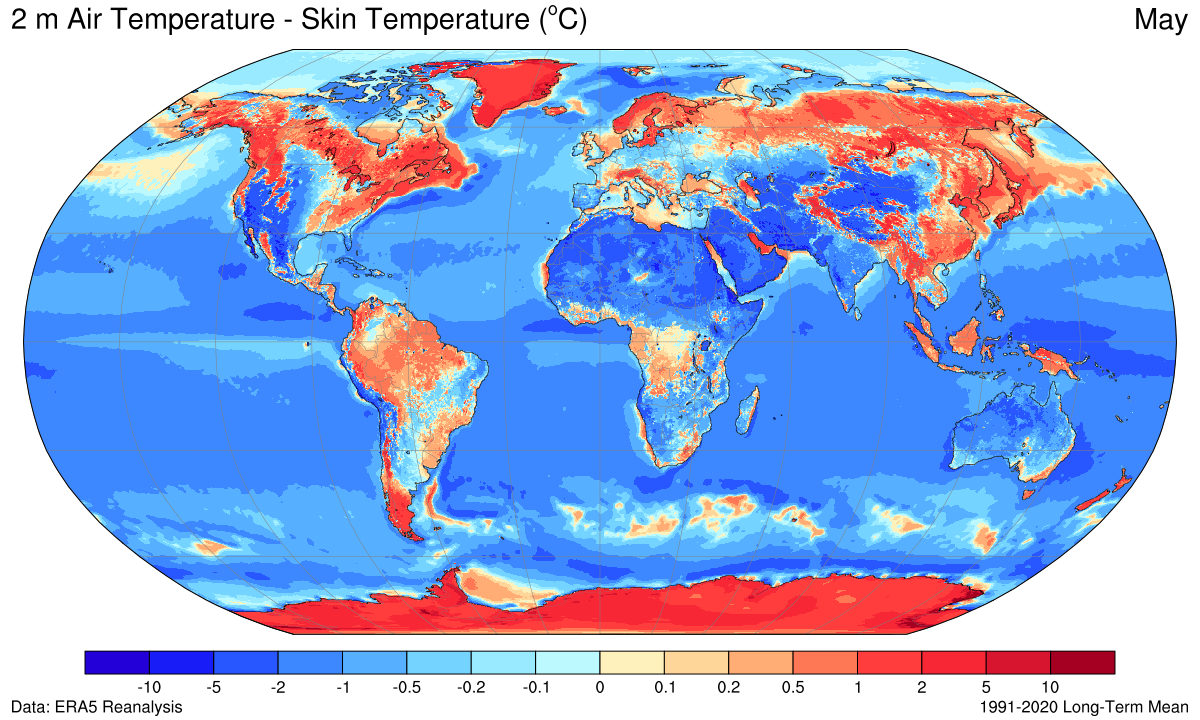 2 m Air Temperature - Skin Temperature (°C) May
-10 -5 -2 -1 -0.5 -0.2 -0.1 0 0.1 0.2 0.5 1 2 5 10
Data: ERA5 Reanalysis 1991-2020 Long-Term Mean